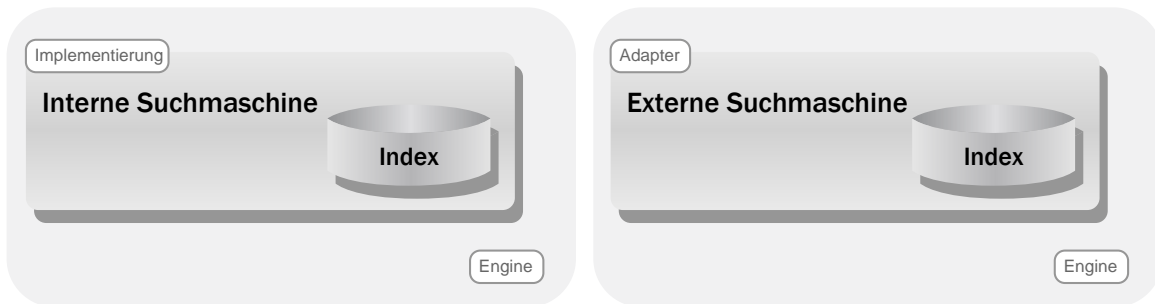 Implementierung
Interne Suchmaschine
Index
Engine
Adapter
Externe Suchmaschine
Index
Engine